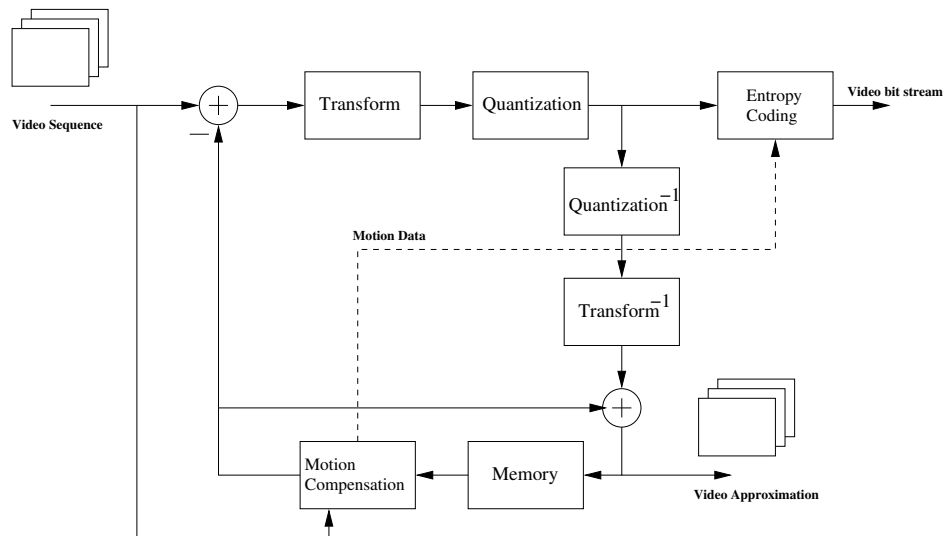 Video Sequence
+
—
Transform
Quantization
Entropy
Coding
Video bit stream
Quantization⁻¹
Motion Data
Transform⁻¹
+
Motion
Compensation
Memory
Video Approximation